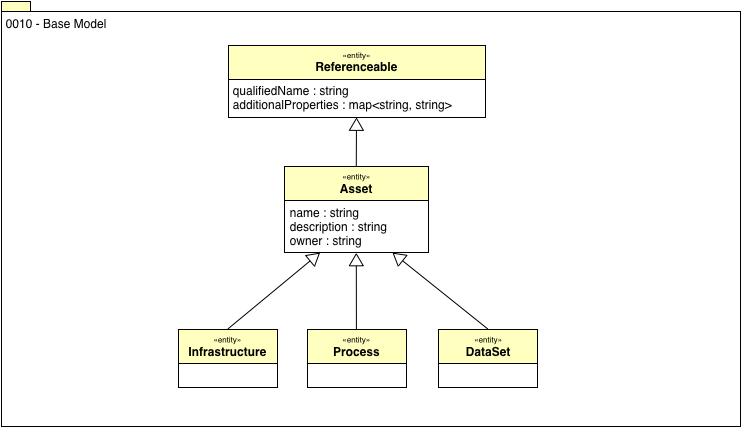 0010 - Base Model
«entity»
Referenceable
qualifiedName : string
additionalProperties : map<string, string>
«entity»
Asset
name : string
description : string
owner : string
«entity»
Infrastructure
«entity»
Process
«entity»
DataSet